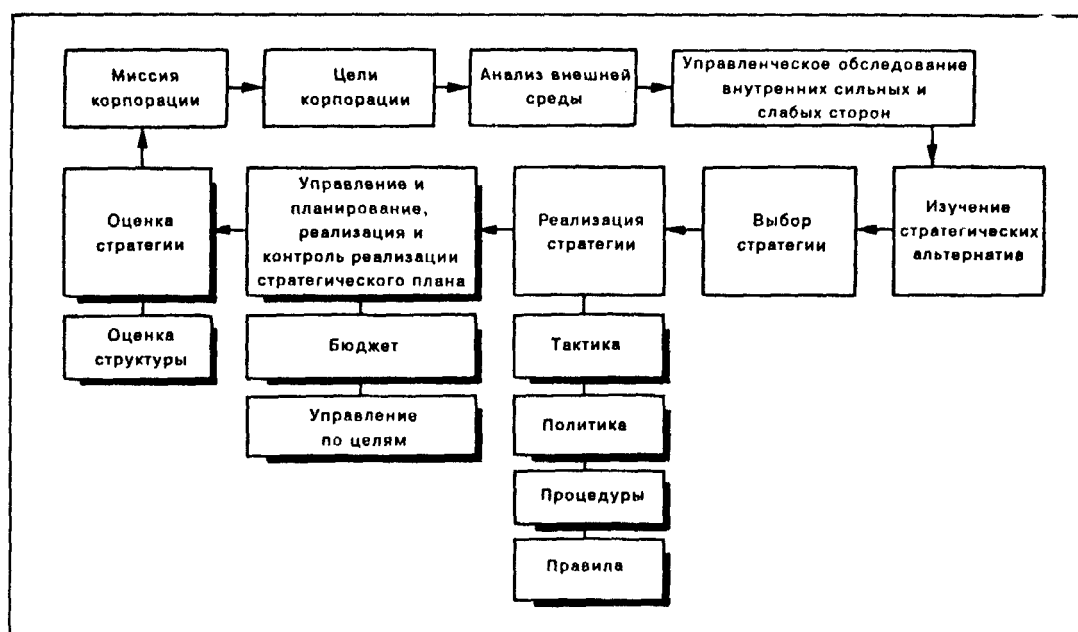 Миссия
корпорации
Цели
корпорации
Анализ внешней
среды
Управленческое обследование
внутренних сильных и
слабых сторон
Оценка
стратегии
Управление и
планирование,
реализация и
контроль реализации
стратегического плана
Реализация
стратегии
Выбор
стратегии
Изучение
стратегических
альтернатив
Оценка
структуры
Бюджет
Управление
по целям
Тактика
Политика
Процедуры
Правила